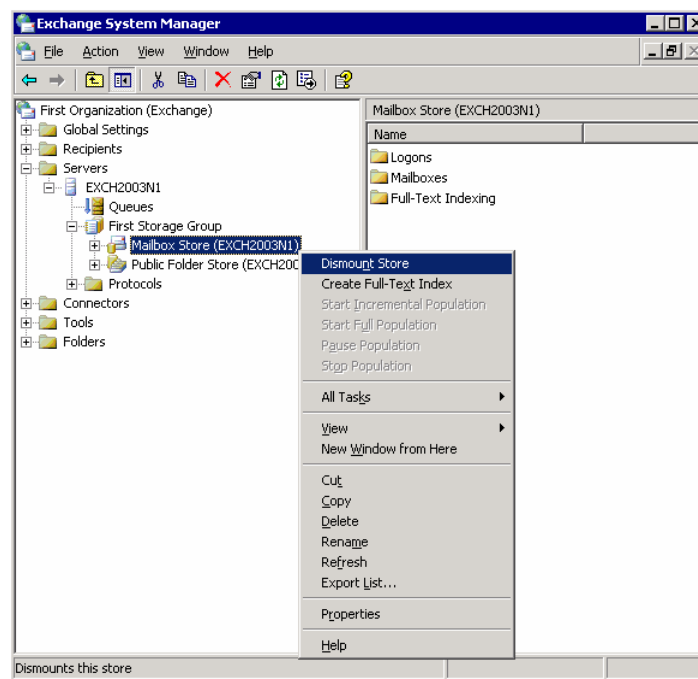 Exchange System Manager
File Action View Window Help
First Organization (Exchange)
Global Settings
Recipients
Servers
EXCH2003N1
Queues
First Storage Group
Mailbox Store (EXCH2003N1)
Public Folder Store (EXCH200
Protocols
Connectors
Tools
Folders
Mailbox Store (EXCH2003N1)
Name
Logons
Mailboxes
Full-Text Indexing
Dismount Store
Create Full-Text Index
Start Incremental Population
Start Full Population
Pause Population
Stop Population
All Tasks
View
New Window from Here
Cut
Copy
Delete
Rename
Refresh
Export List...
Properties
Help
Dismounts this store